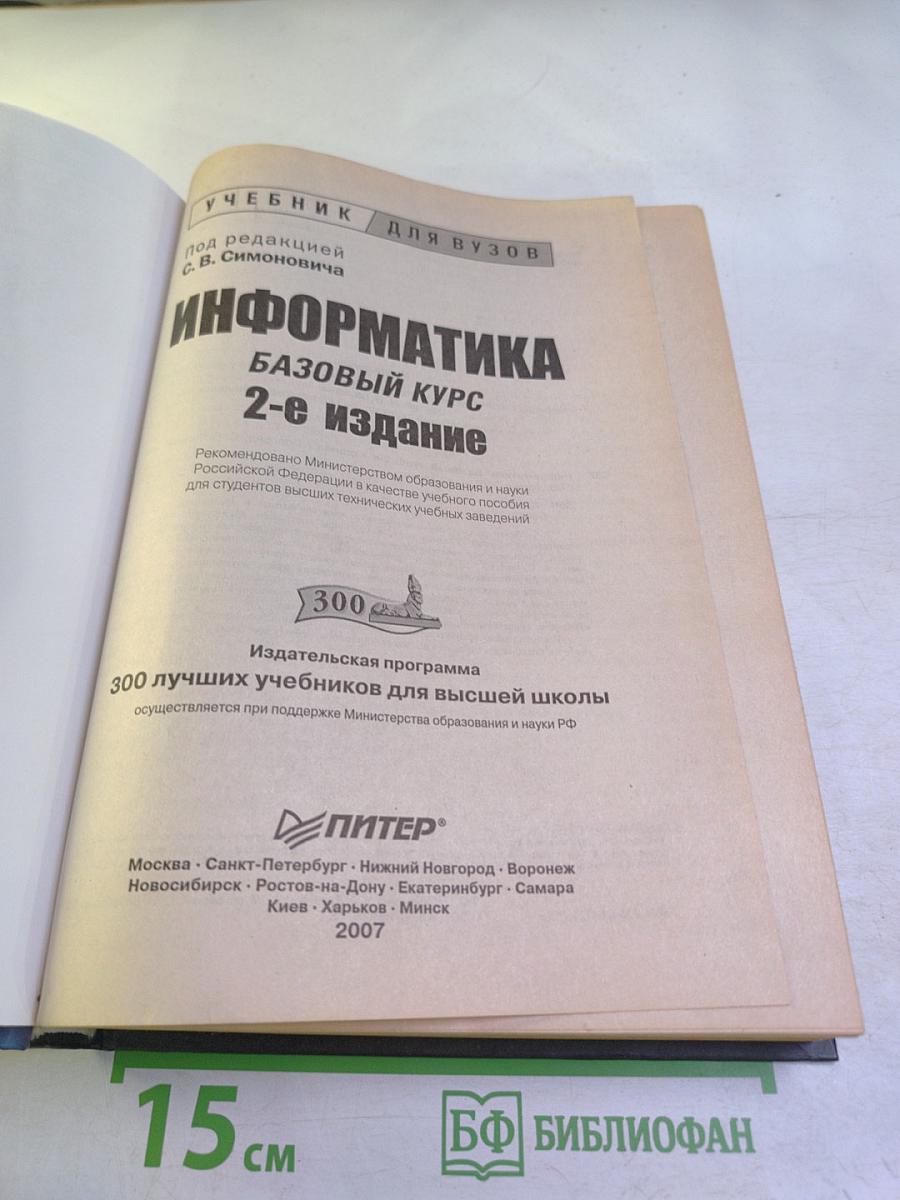 УЧЕБНИК ДЛЯ ВУЗОВ
Под редакцией
С. В. Симоновича
ИНФОРМАТИКА
БАЗОВЫЙ КУРС
2-е издание
Рекомендовано Министерством образования и науки
Российской Федерации в качестве учебного пособия
для студентов высших технических учебных заведений
300
Издательская программа
300 лучших учебников для высшей школы
осуществляется при поддержке Министерства образования и науки РФ
ПИТЕР®
Москва · Санкт-Петербург · Нижний Новгород · Воронеж
Новосибирск · Ростов-на-Дону · Екатеринбург · Самара
Киев · Харьков · Минск
2007
15 см
БФ БИБЛИОФАН